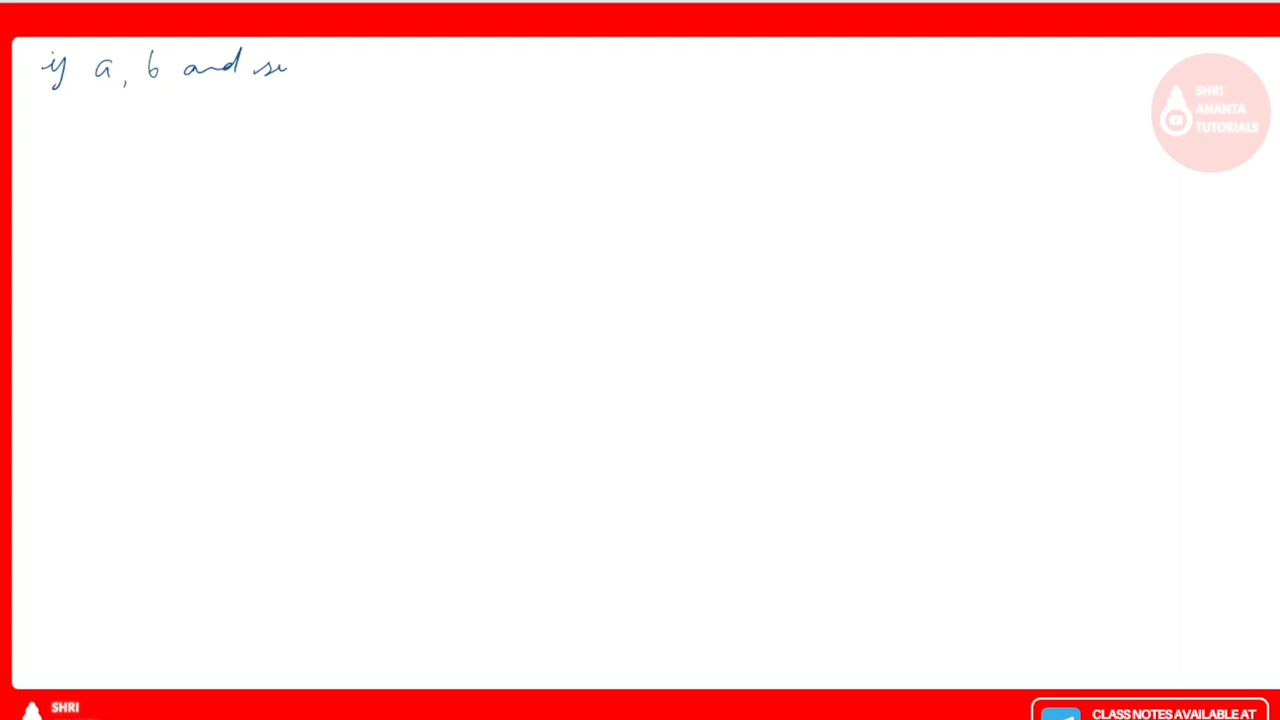 if a, b and
SHRI
ANANTA
TUTORIALS
SHRI
CLASS NOTES AVAILABLE AT